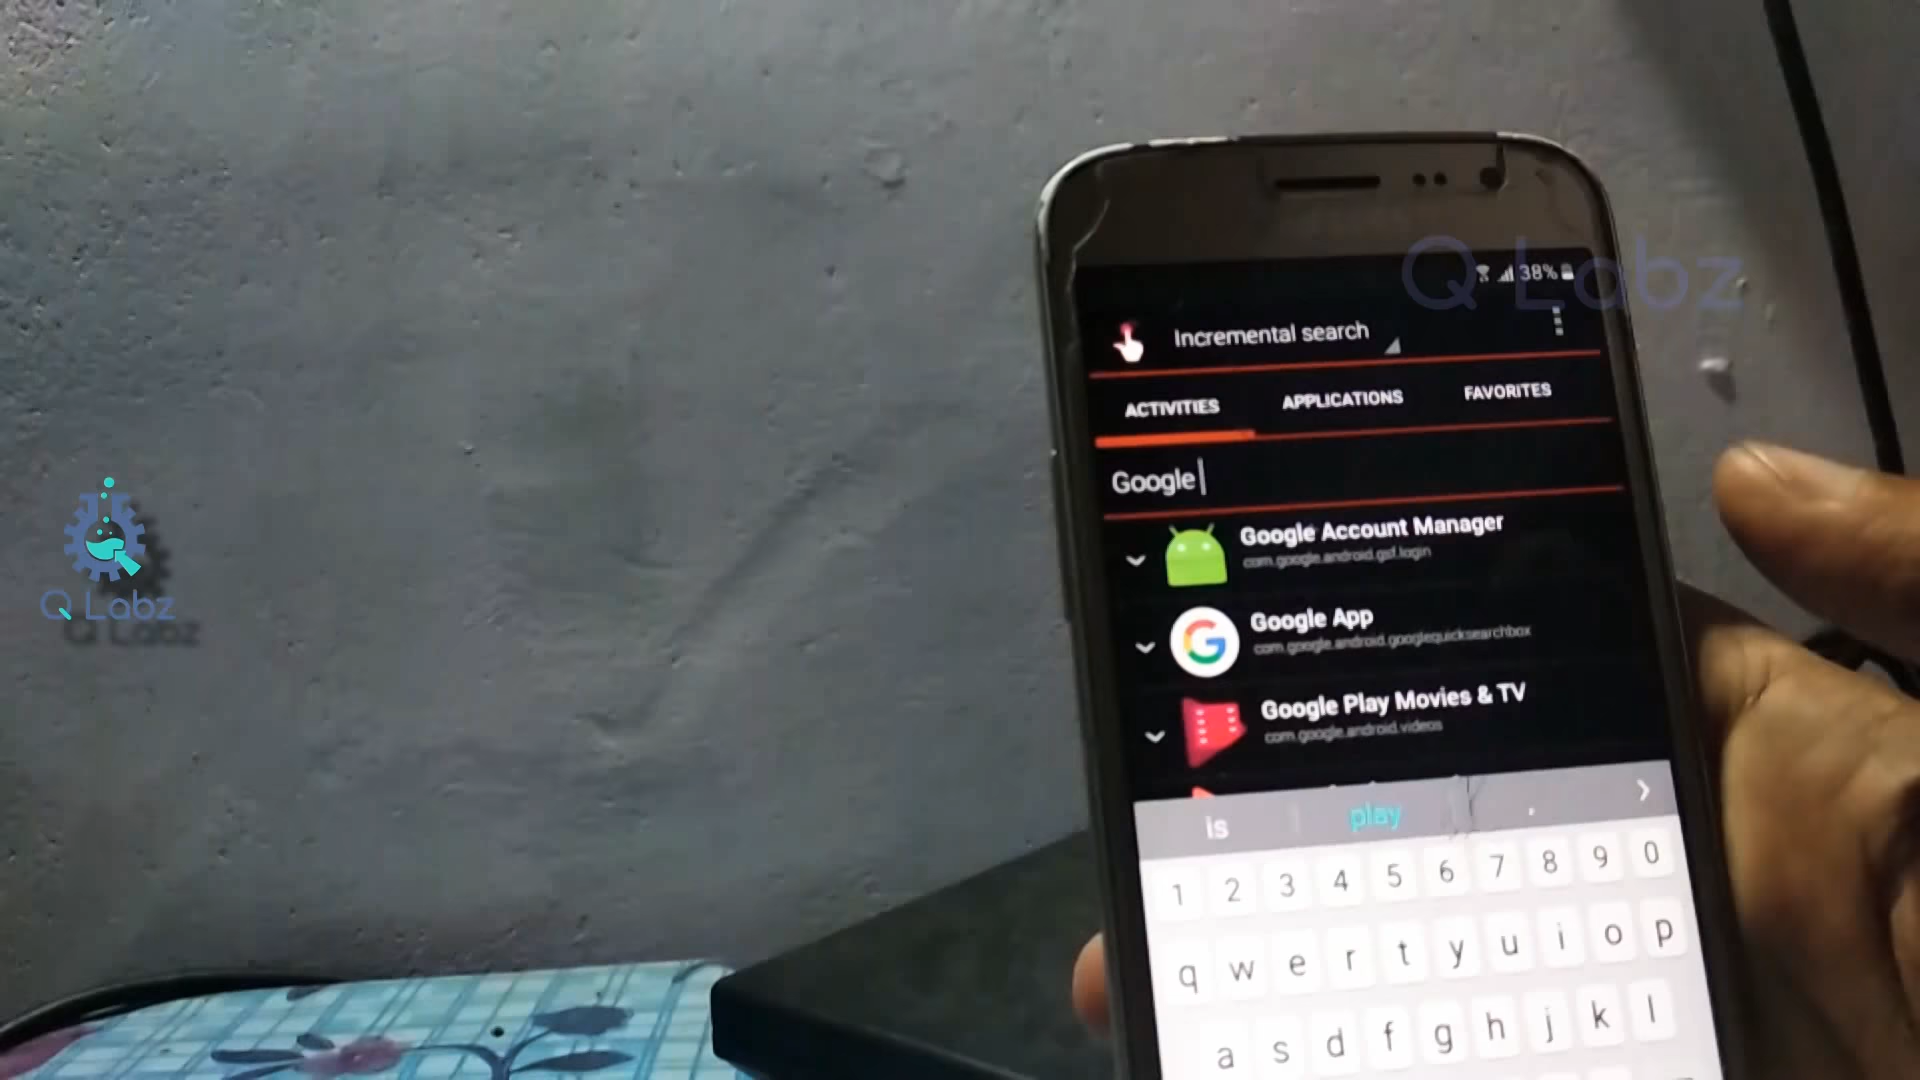 Q Labz
38%
Incremental search
ACTIVITIES APPLICATIONS FAVORITES
Google
Google Account Manager
com.google.android.gsf.login
Google App
com.google.android.googlequicksearchbox
Google Play Movies & TV
com.google.android.videos
is play .
1 2 3 4 5 6 7 8 9 0
q w e r t y u i o p
a s d f g h j k l
Q Labz